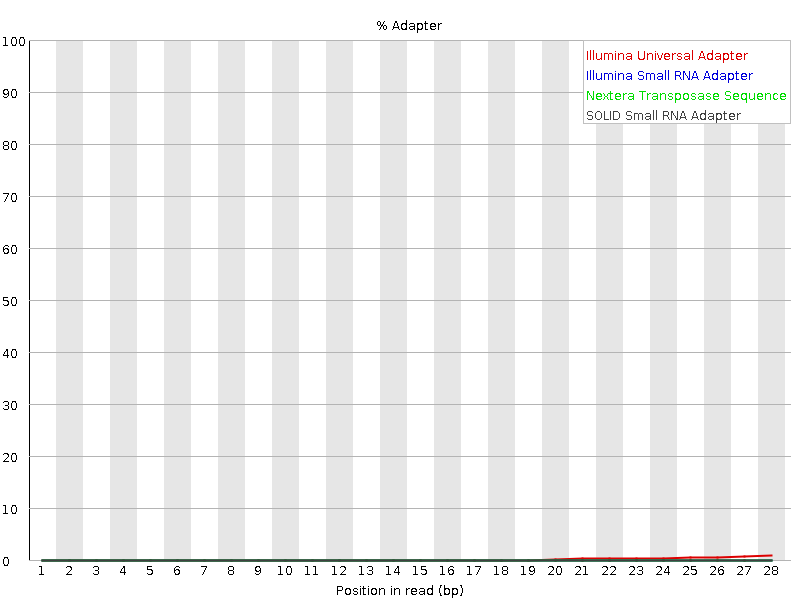 % Adapter
100
90
80
70
60
50
40
30
20
10
0
Illumina Universal Adapter
Illumina Small RNA Adapter
Nextera Transposase Sequence
SOLID Small RNA Adapter
1 2 3 4 5 6 7 8 9 10 11 12 13 14 15 16 17 18 19 20 21 22 23 24 25 26 27 28
Position in read (bp)